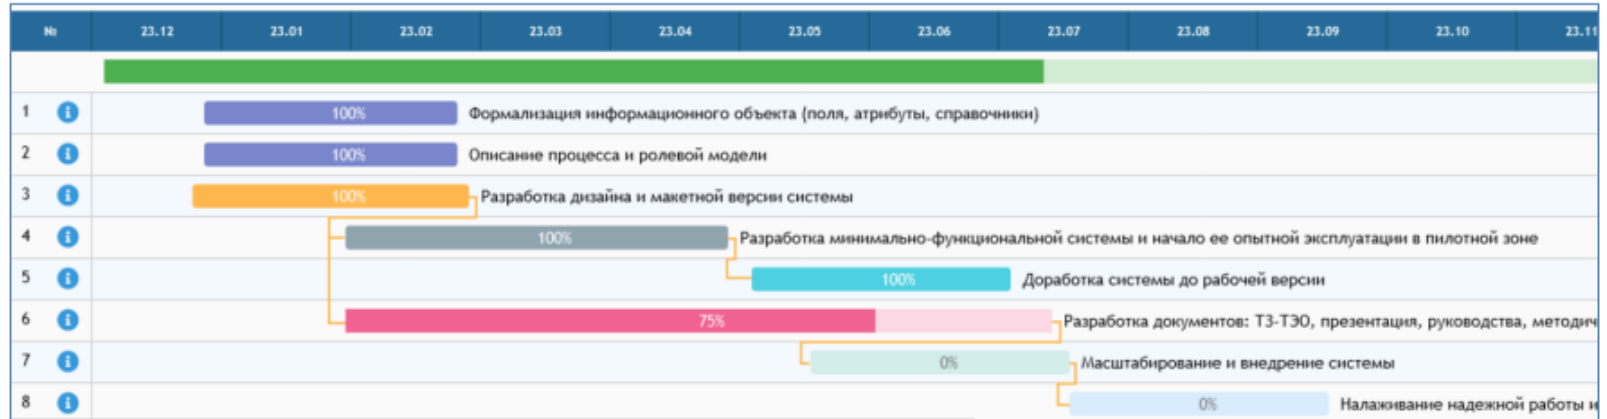 № 23.12 23.01 23.02 23.03 23.04 23.05 23.06 23.07 23.08 23.09 23.10 23.11
1 100% Формализация информационного объекта (поля, атрибуты, справочники)
2 100% Описание процесса и ролевой модели
3 100% Разработка дизайна и макетной версии системы
4 100% Разработка минимально-функциональной системы и начало ее опытной эксплуатации в пилотной зоне
5 100% Доработка системы до рабочей версии
6 75% Разработка документов: ТЗ-ТЭО, презентация, руководства, методич
7 0% Масштабирование и внедрение системы
8 0% Налаживание надежной работы и